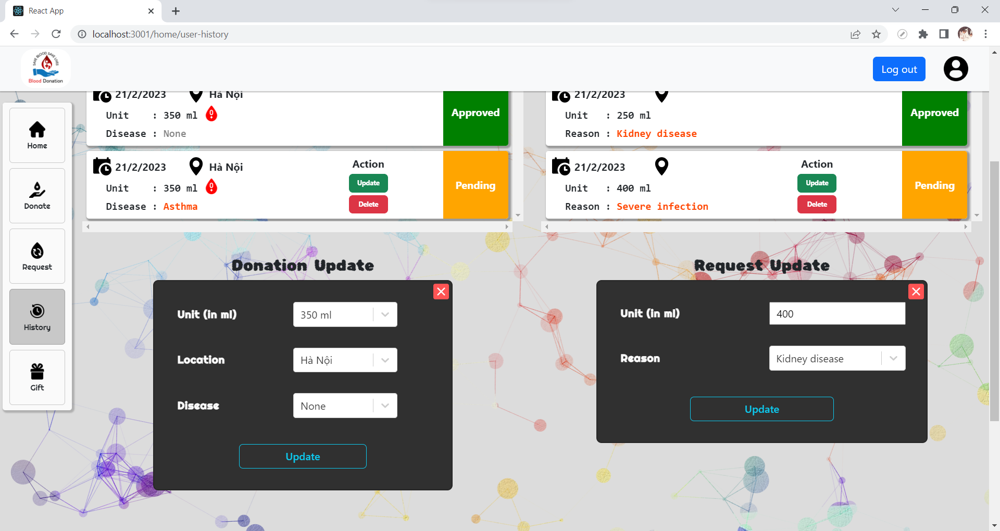 React App
localhost:3001/home/user-history
SAVE BLOOD SAVE LIVES
Blood Donation
Log out
Home
Donate
Request
History
Gift
21/2/2023 Hà Nội
Unit : 350 ml
Disease : None
Approved
21/2/2023 Hà Nội
Unit : 350 ml
Disease : Asthma
Action
Update
Delete
Pending
21/2/2023
Unit : 250 ml
Reason : Kidney disease
Approved
21/2/2023
Unit : 400 ml
Reason : Severe infection
Action
Update
Delete
Pending
Donation Update
Unit (in ml) 350 ml
Location Hà Nội
Disease None
Update
Request Update
Unit (in ml) 400
Reason Kidney disease
Update